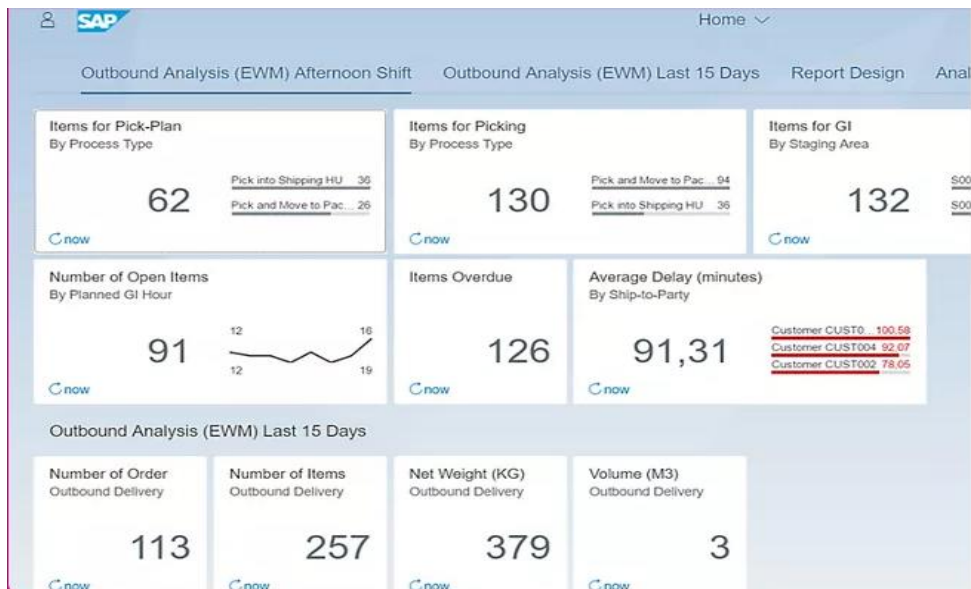 SAP
Home
Outbound Analysis (EWM) Afternoon Shift Outbound Analysis (EWM) Last 15 Days Report Design Anal
Items for Pick-Plan
By Process Type
62
Pick into Shipping HU 36
Pick and Move to Pac... 26
now
Items for Picking
By Process Type
130
Pick and Move to Pac... 94
Pick into Shipping HU 36
now
Items for GI
By Staging Area
132
S00
S00
now
Number of Open Items
By Planned GI Hour
91
12 16
12 19
now
Items Overdue
126
now
Average Delay (minutes)
By Ship-to-Party
91,31
Customer CUST0... 100,58
Customer CUST004 92,07
Customer CUST002 78,05
now
Outbound Analysis (EWM) Last 15 Days
Number of Order
Outbound Delivery
113
now
Number of Items
Outbound Delivery
257
now
Net Weight (KG)
Outbound Delivery
379
now
Volume (M3)
Outbound Delivery
3
now